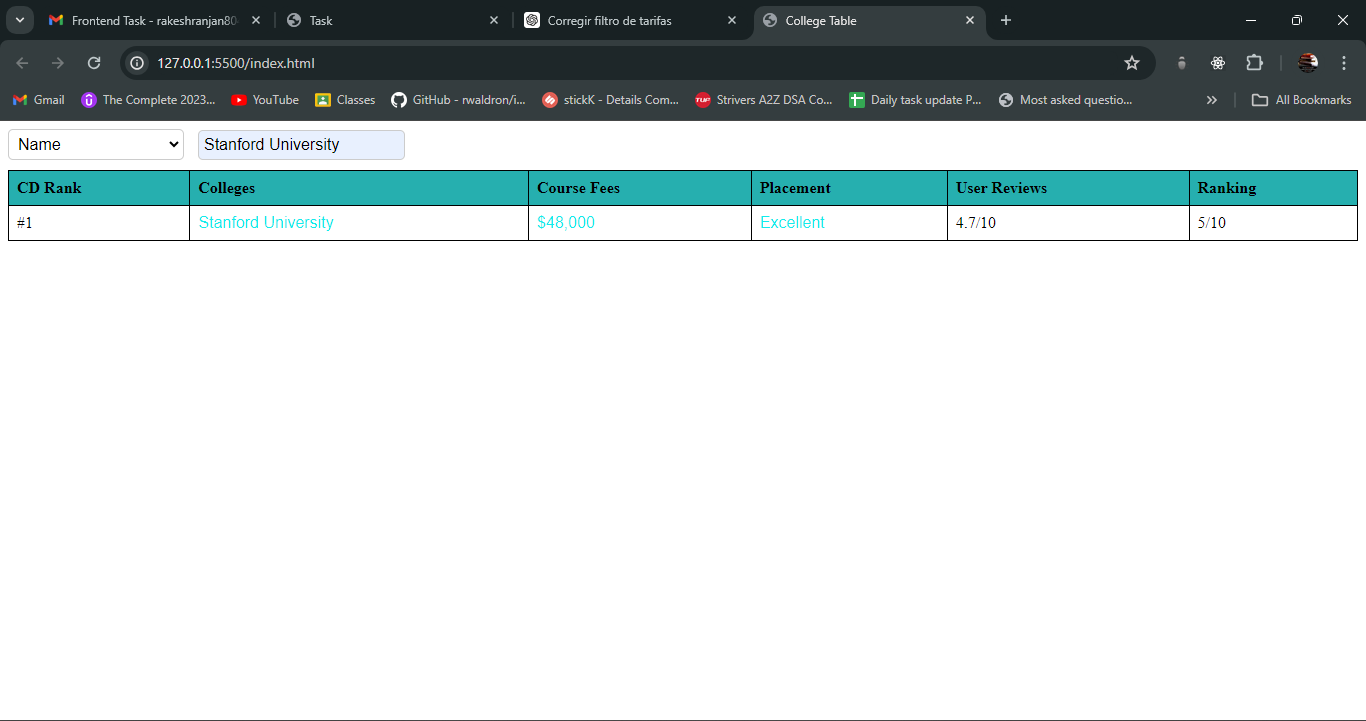 Frontend Task - rakeshranjan80 Task Corregir filtro de tarifas College Table
127.0.0.1:5500/index.html
Gmail The Complete 2023... YouTube Classes GitHub - rwaldron/i... stickK - Details Com... TUF Strivers A2Z DSA Co... Daily task update P... Most asked questio... » All Bookmarks
Name Stanford University
CD Rank Colleges Course Fees Placement User Reviews Ranking
#1 Stanford University $48,000 Excellent 4.7/10 5/10